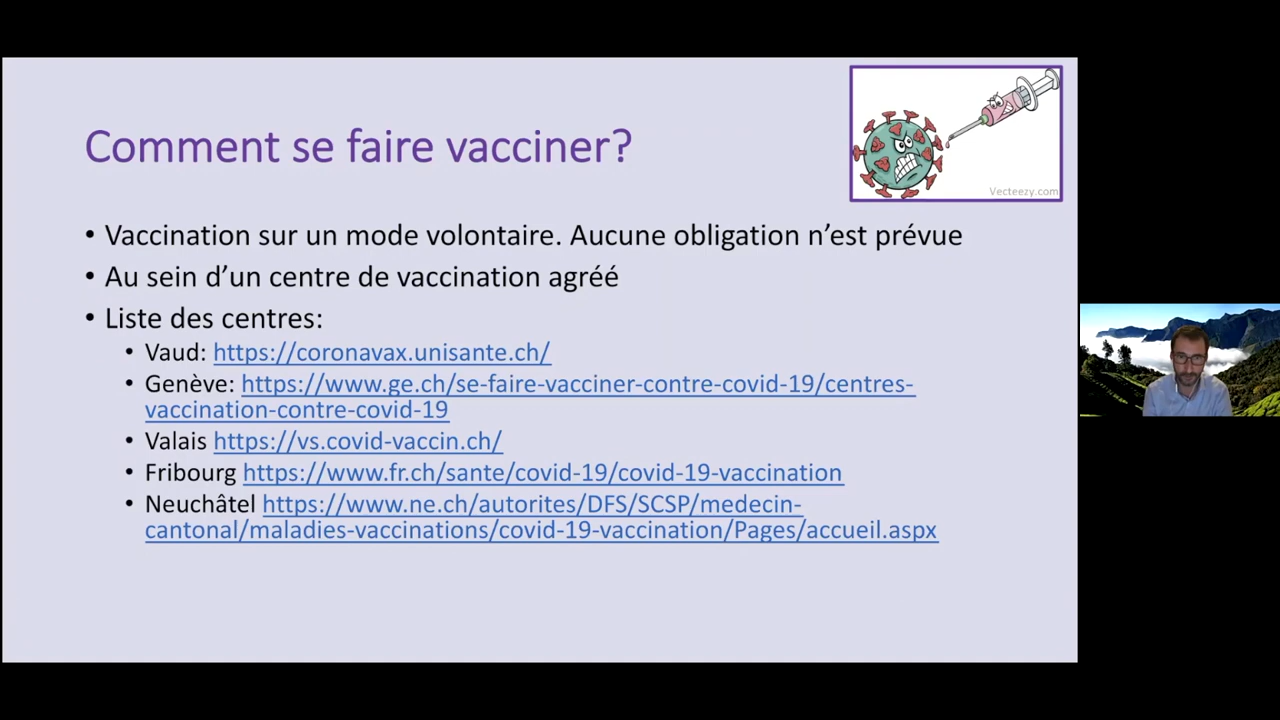 Vecteezy.com
Comment se faire vacciner?
• Vaccination sur un mode volontaire. Aucune obligation n’est prévue
• Au sein d’un centre de vaccination agréé
• Liste des centres:
• Vaud: https://coronavax.unisante.ch/
• Genève: https://www.ge.ch/se-faire-vacciner-contre-covid-19/centres-
vaccination-contre-covid-19
• Valais https://vs.covid-vaccin.ch/
• Fribourg https://www.fr.ch/sante/covid-19/covid-19-vaccination
• Neuchâtel https://www.ne.ch/autorites/DFS/SCSP/medecin-
cantonal/maladies-vaccinations/covid-19-vaccination/Pages/accueil.aspx